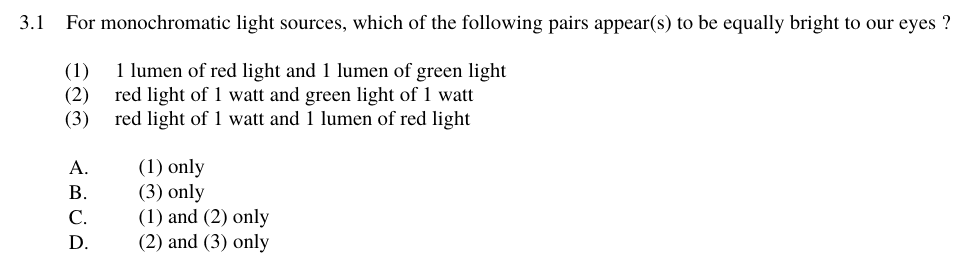 3.1 For monochromatic light sources, which of the following pairs appear(s) to be equally bright to our eyes ?
(1) 1 lumen of red light and 1 lumen of green light
(2) red light of 1 watt and green light of 1 watt
(3) red light of 1 watt and 1 lumen of red light
A. (1) only
B. (3) only
C. (1) and (2) only
D. (2) and (3) only